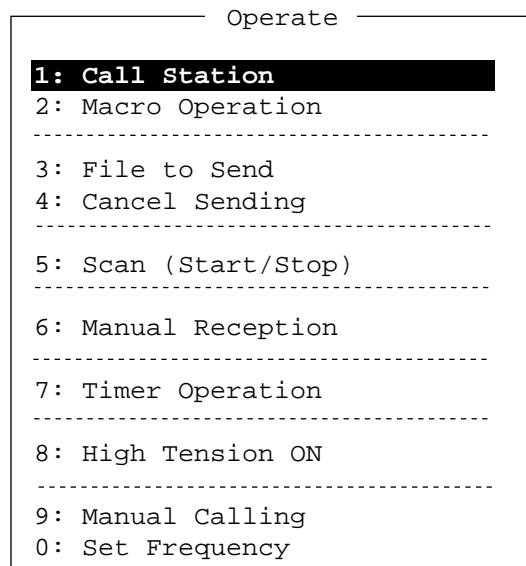 Operate
1: Call Station
2: Macro Operation
3: File to Send
4: Cancel Sending
5: Scan (Start/Stop)
6: Manual Reception
7: Timer Operation
8: High Tension ON
9: Manual Calling
0: Set Frequency